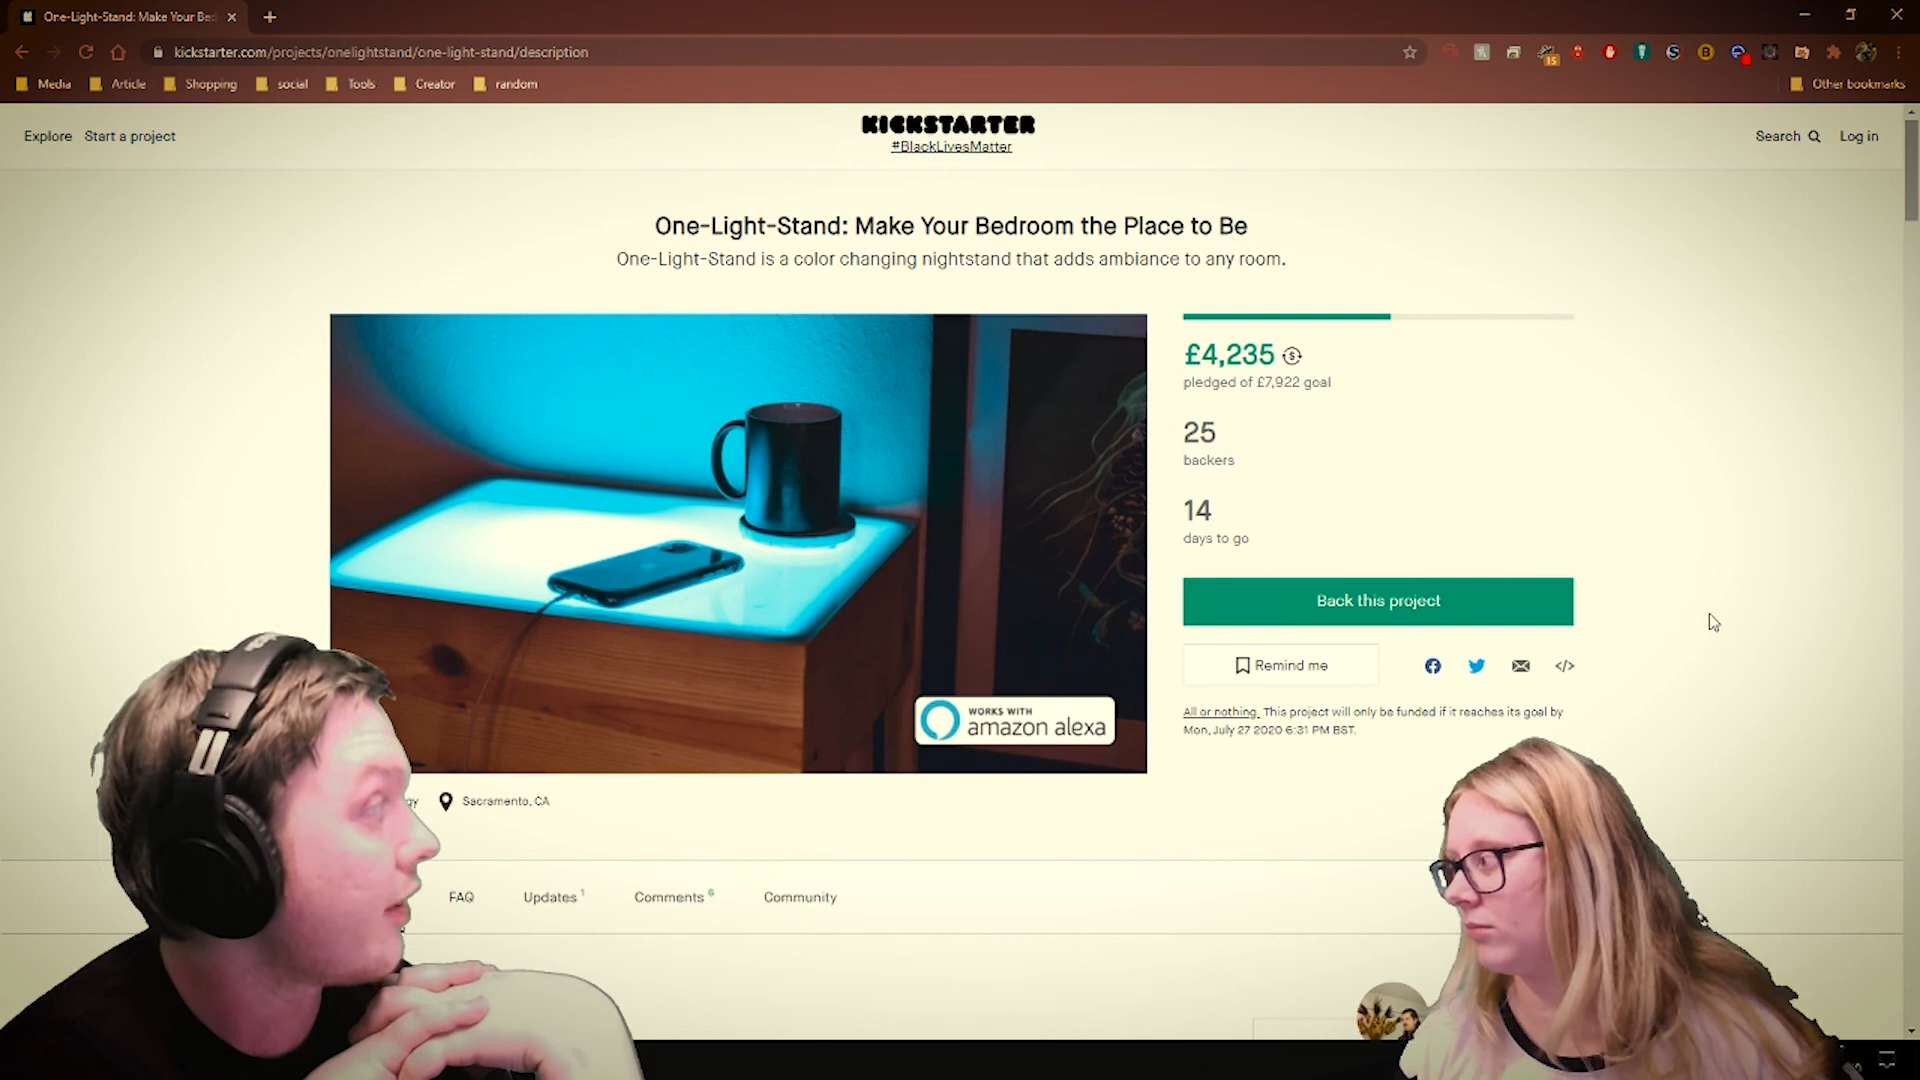 One-Light-Stand: Make Your Bed
kickstarter.com/projects/onelightstand/one-light-stand/description
15
Media Article Shopping social Tools Creator random Other bookmarks
Explore Start a project
KICKSTARTER
#BlackLivesMatter
Search Log in
One-Light-Stand: Make Your Bedroom the Place to Be
One-Light-Stand is a color changing nightstand that adds ambiance to any room.
£4,235
pledged of £7,922 goal
25
backers
14
days to go
Back this project
Remind me
All or nothing. This project will only be funded if it reaches its goal by
Mon, July 27 2020 6:31 PM BST.
WORKS WITH
amazon alexa
gy Sacramento, CA
FAQ Updates 1 Comments 6 Community